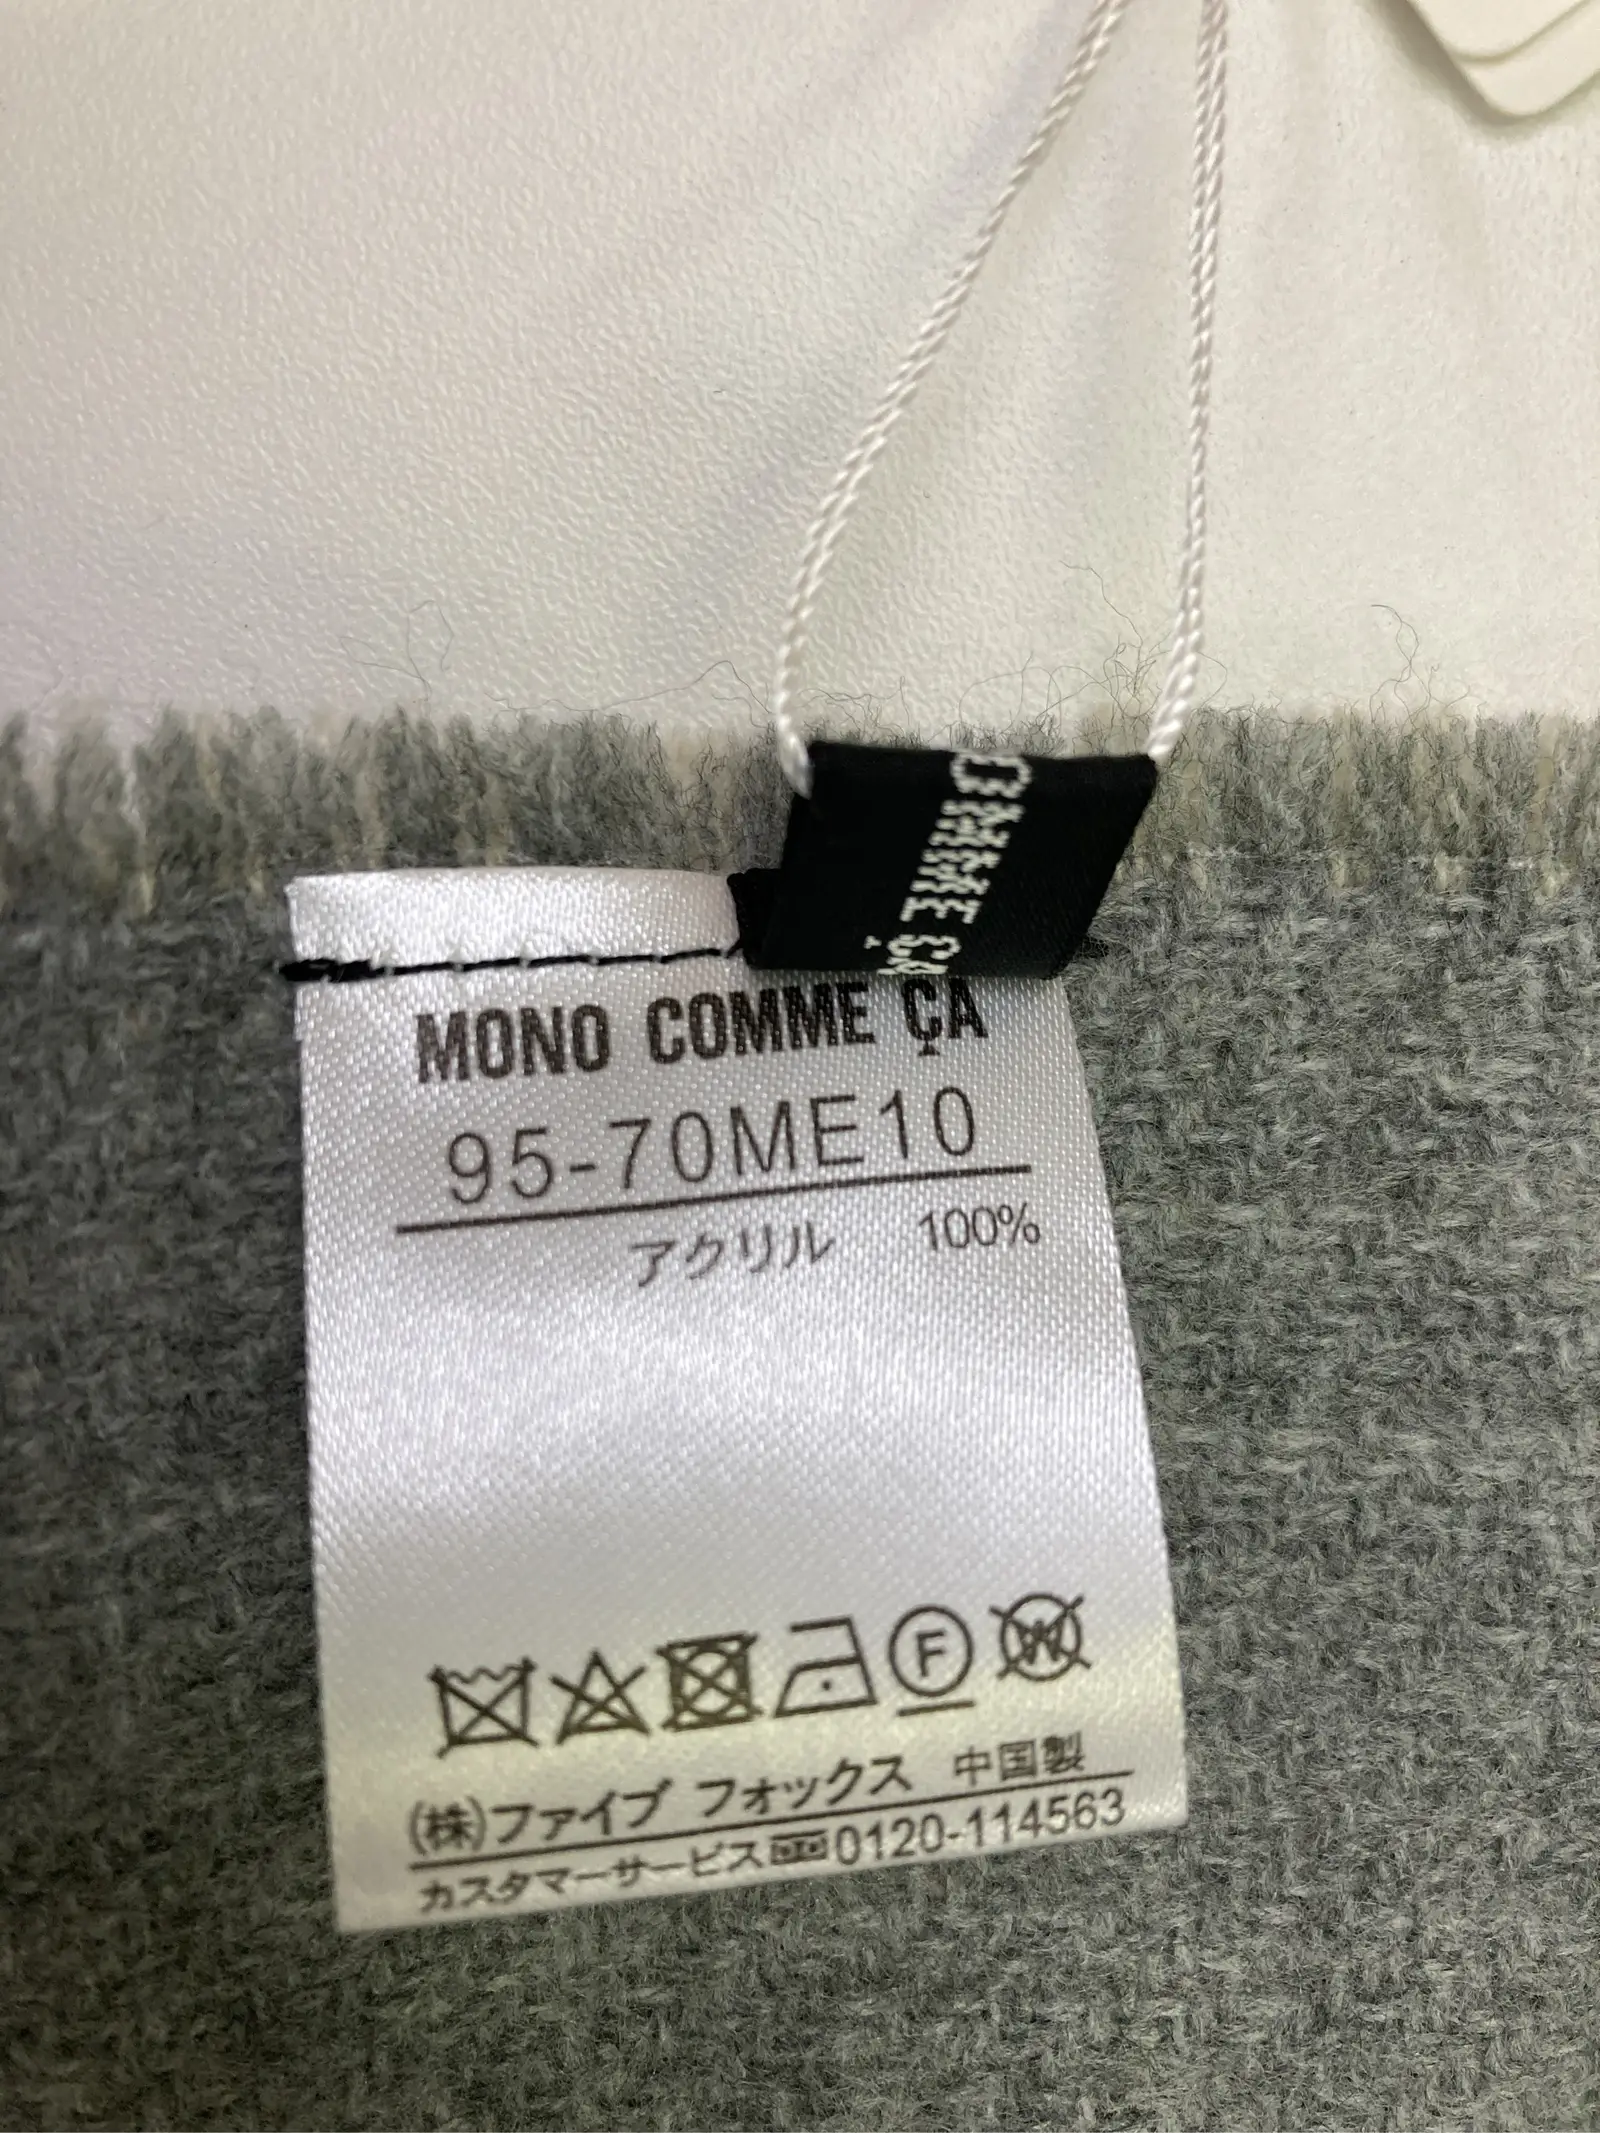 MONO COMME ÇA
95-70ME10
アクリル 100%
F
W
(株)ファイブ フォックス 中国製
カスタマーサービス 0120-114563